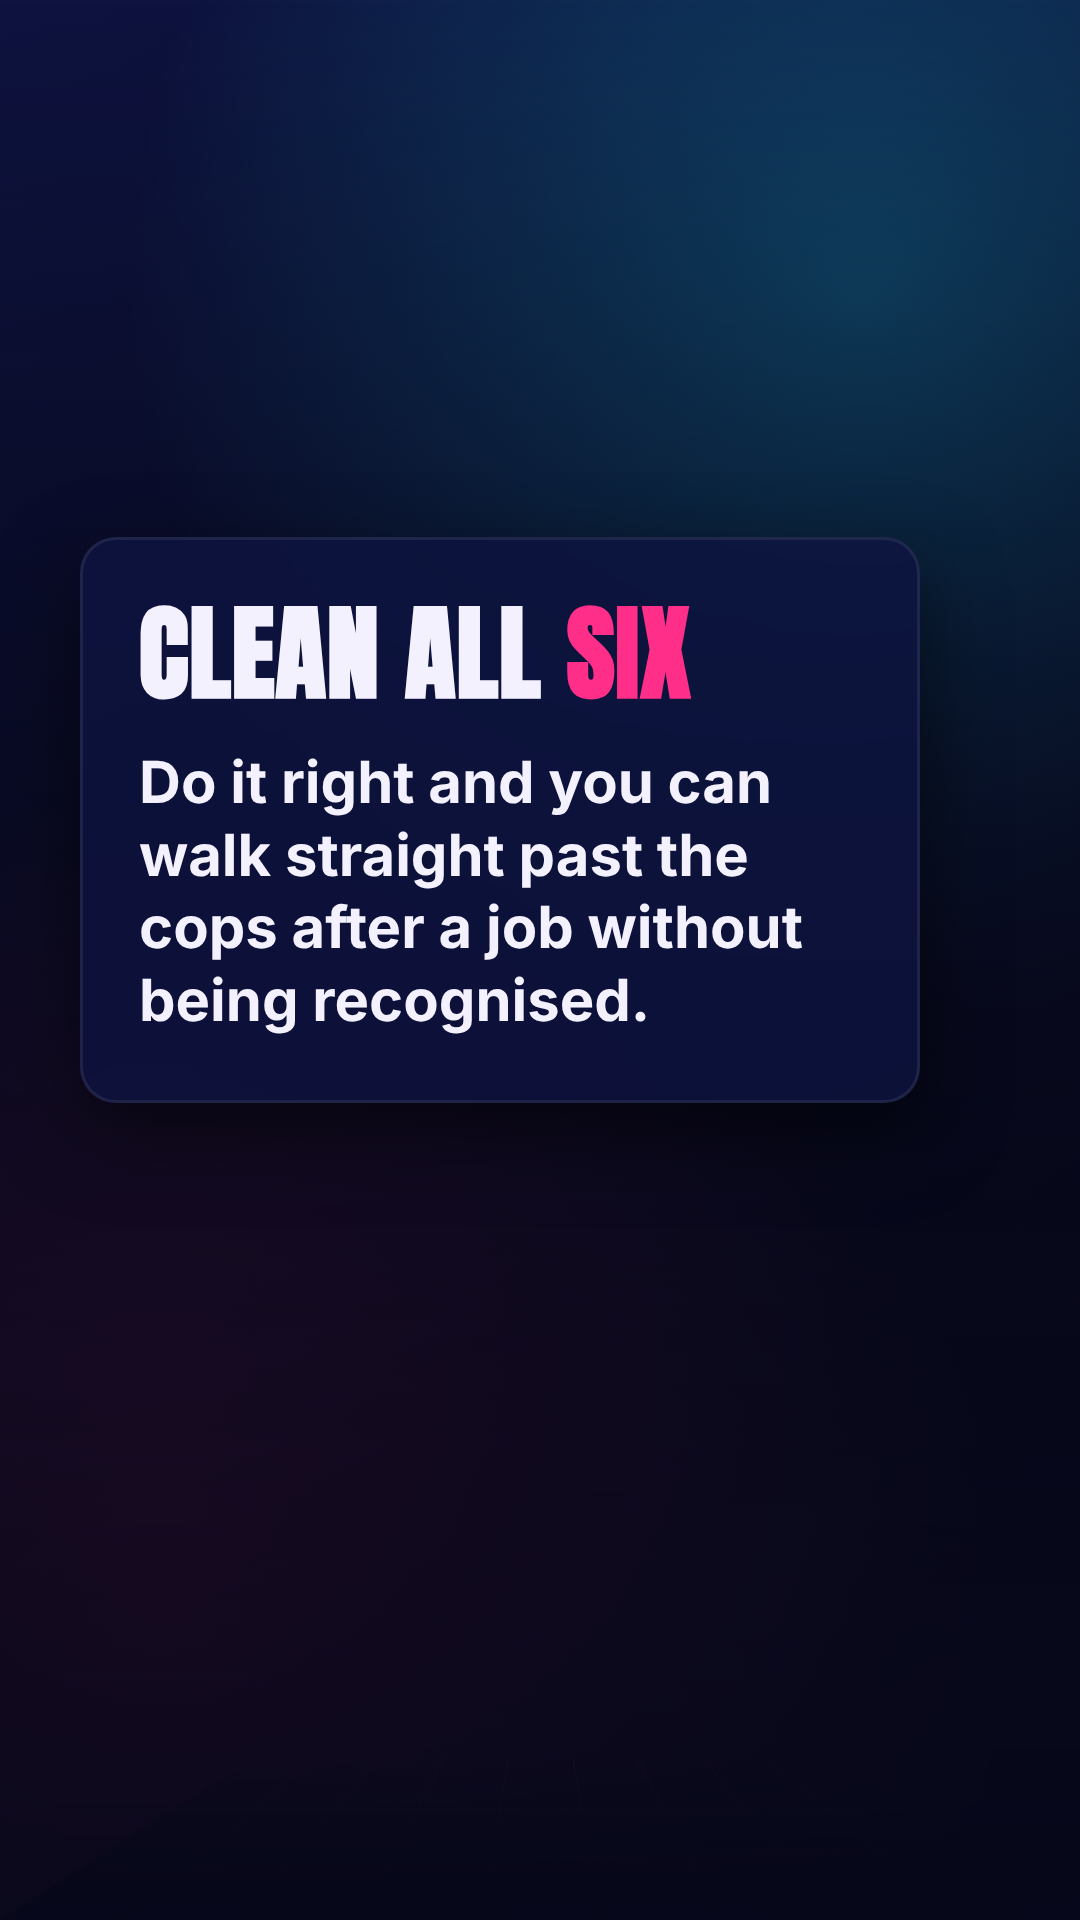 CLEAN ALL SIX
Do it right and you can
walk straight past the
cops after a job without
being recognised.